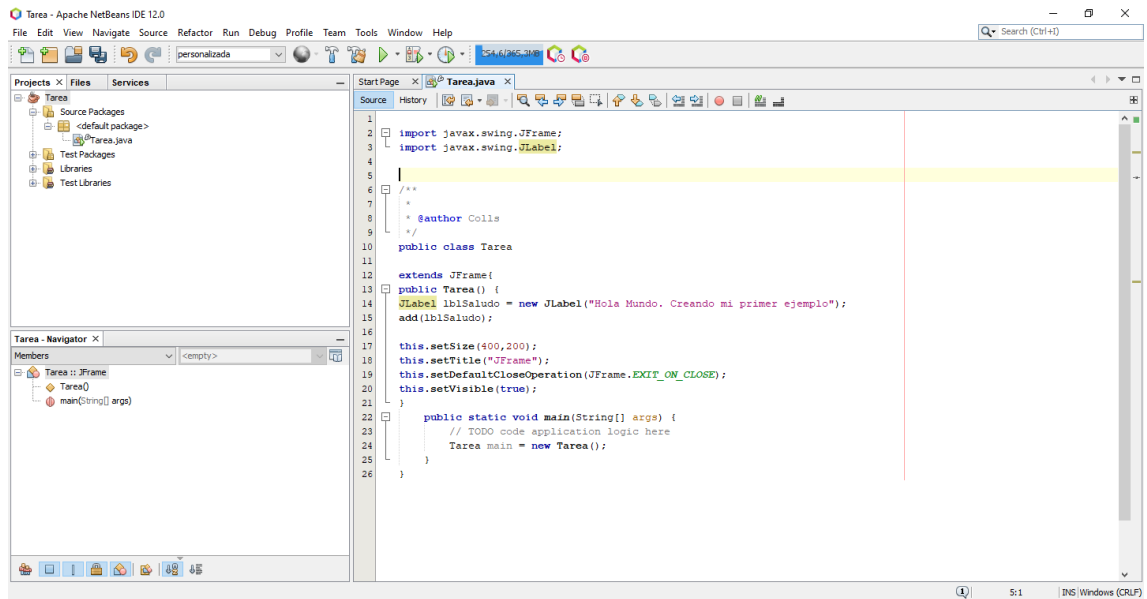 Tarea - Apache NetBeans IDE 12.0
File Edit View Navigate Source Refactor Run Debug Profile Team Tools Window Help
Search (Ctrl+I)
personalizada
254,6/365,3MB
Projects Files Services
Tarea
Source Packages
<default package>
Tarea.java
Test Packages
Libraries
Test Libraries
Tarea - Navigator
Members <empty>
Tarea :: JFrame
Tarea()
main(String[] args)
Start Page Tarea.java
Source History
1
2 import javax.swing.JFrame;
3 import javax.swing.JLabel;
4
5
6 /**
7 *
8 * @author Colls
9 */
10 public class Tarea
11
12 extends JFrame{
13 public Tarea() {
14 JLabel lblSaludo = new JLabel("Hola Mundo. Creando mi primer ejemplo");
15 add(lblSaludo);
16
17 this.setSize(400,200);
18 this.setTitle("JFrame");
19 this.setDefaultCloseOperation(JFrame.EXIT_ON_CLOSE);
20 this.setVisible(true);
21 }
22 public static void main(String[] args) {
23 // TODO code application logic here
24 Tarea main = new Tarea();
25 }
26 }
1 5:1 INS Windows (CRLF)